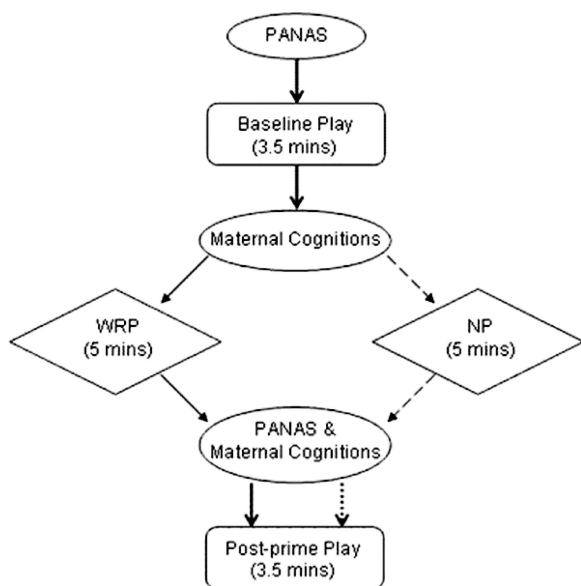 PANAS
Baseline Play
(3.5 mins)
Maternal Cognitions
WRP
(5 mins)
NP
(5 mins)
PANAS &
Maternal Cognitions
Post-prime Play
(3.5 mins)